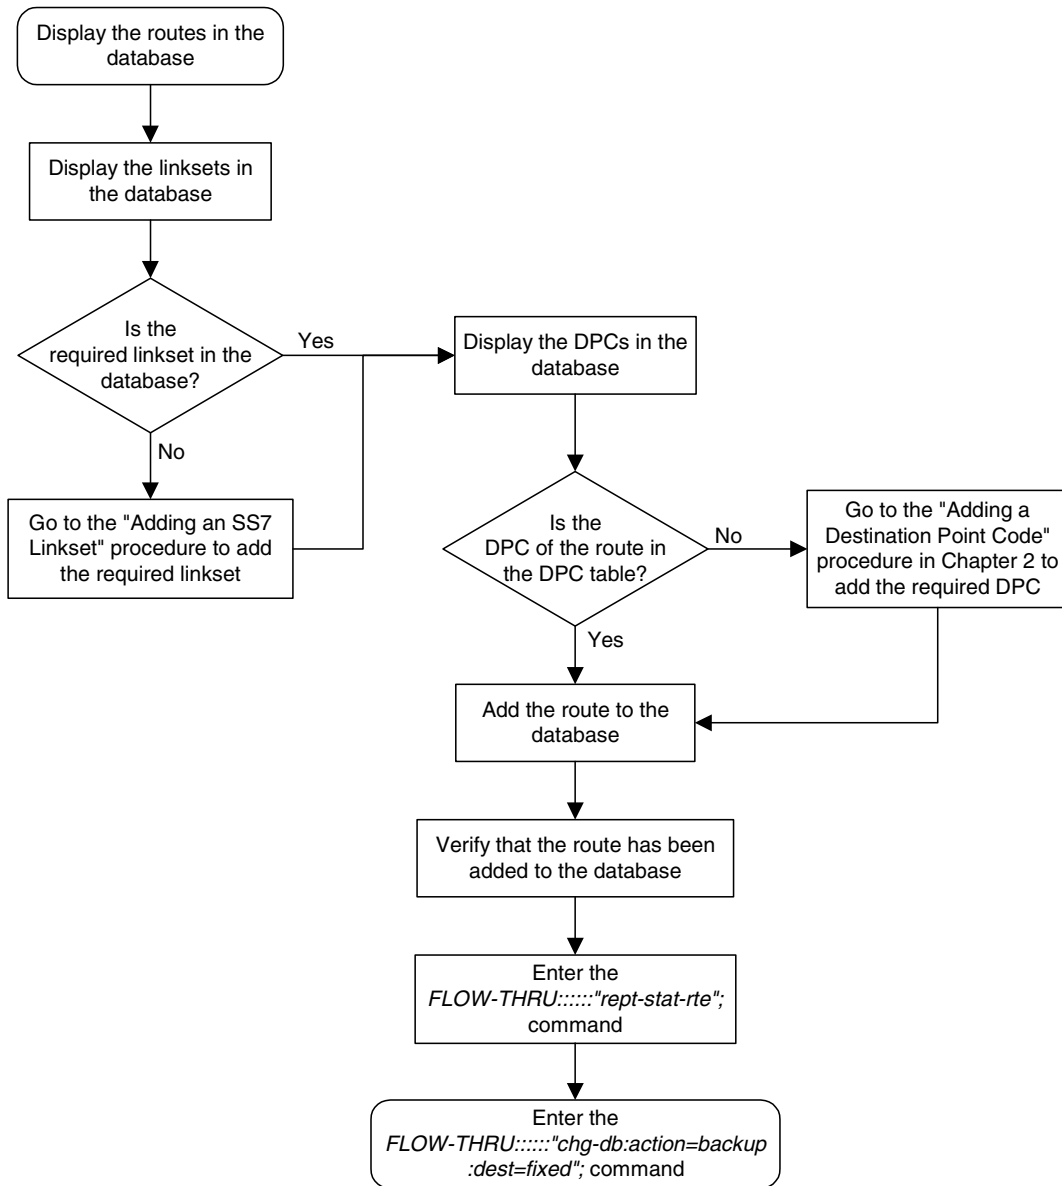 Display the routes in the
database
Display the linksets in
the database
Is the
required linkset in the
database?
Yes
No
Go to the "Adding an SS7
Linkset" procedure to add
the required linkset
Display the DPCs in the
database
Is the
DPC of the route in
the DPC table?
No
Yes
Go to the "Adding a
Destination Point Code"
procedure in Chapter 2 to
add the required DPC
Add the route to the
database
Verify that the route has been
added to the database
Enter the
FLOW-THRU::::::"rept-stat-rte";
command
Enter the
FLOW-THRU::::::"chg-db:action=backup
:dest=fixed"; command